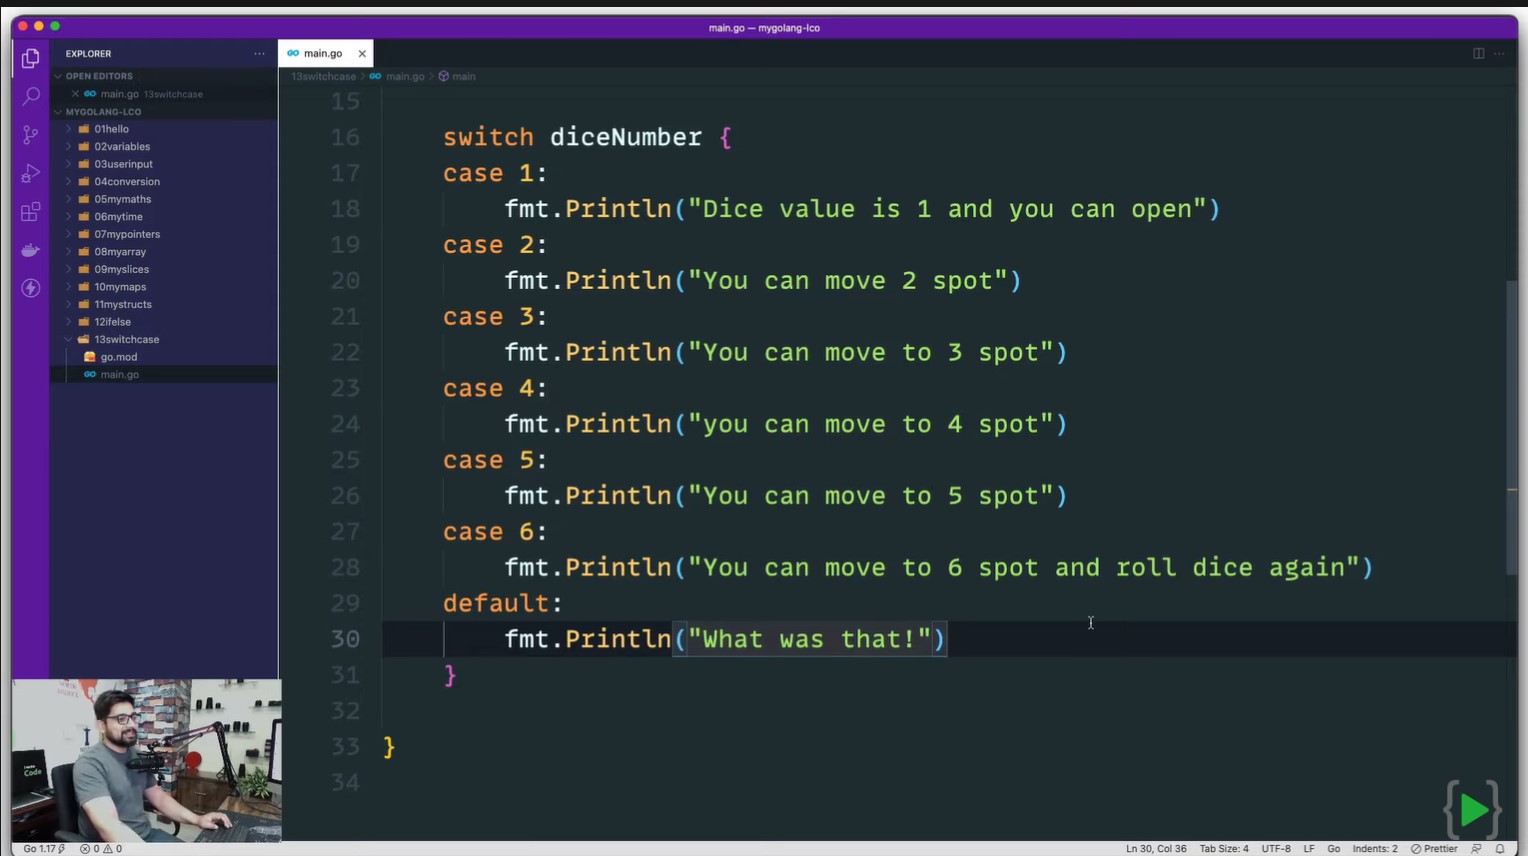 main.go — mygolang-lco
EXPLORER ···
main.go ×
OPEN EDITORS
13switchcase > main.go > main
× main.go 13switchcase
MYGOLANG-LCO
01hello
02variables
03userinput
04conversion
05mymaths
06mytime
07mypointers
08myarray
09myslices
10mymaps
11mystructs
12ifelse
13switchcase
go.mod
main.go
15
16 switch diceNumber {
17 case 1:
18 fmt.Println("Dice value is 1 and you can open")
19 case 2:
20 fmt.Println("You can move 2 spot")
21 case 3:
22 fmt.Println("You can move to 3 spot")
23 case 4:
24 fmt.Println("you can move to 4 spot")
25 case 5:
26 fmt.Println("You can move to 5 spot")
27 case 6:
28 fmt.Println("You can move to 6 spot and roll dice again")
29 default:
30 fmt.Println("What was that!")
31 }
32
33 }
34
Code
Go 1.17 0 0 Ln 30, Col 36 Tab Size: 4 UTF-8 LF Go Indents: 2 Prettier